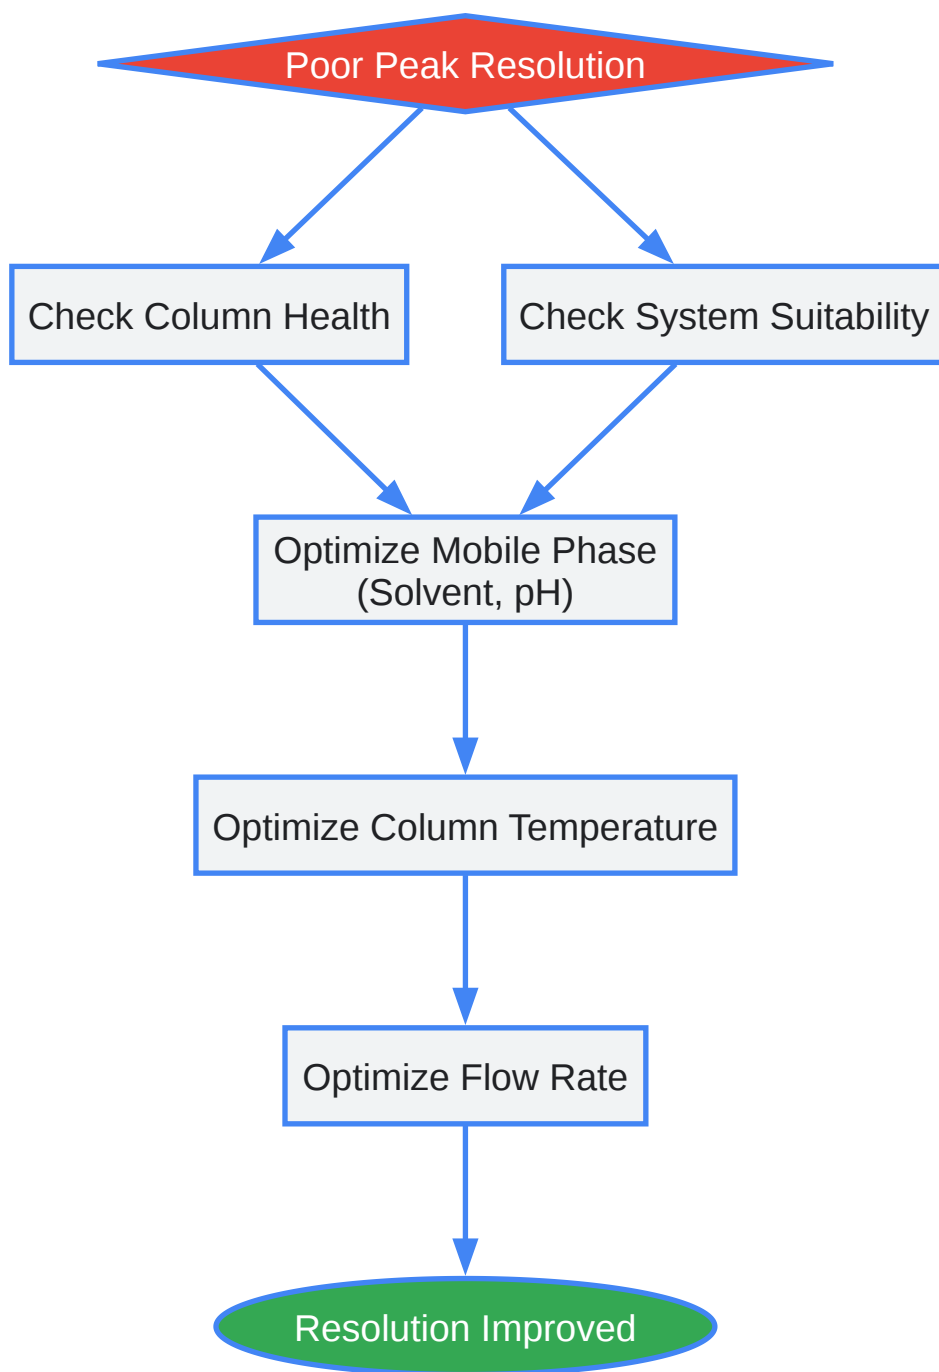 Poor Peak Resolution
Check Column Health
Check System Suitability
Optimize Mobile Phase
(Solvent, pH)
Optimize Column Temperature
Optimize Flow Rate
Resolution Improved